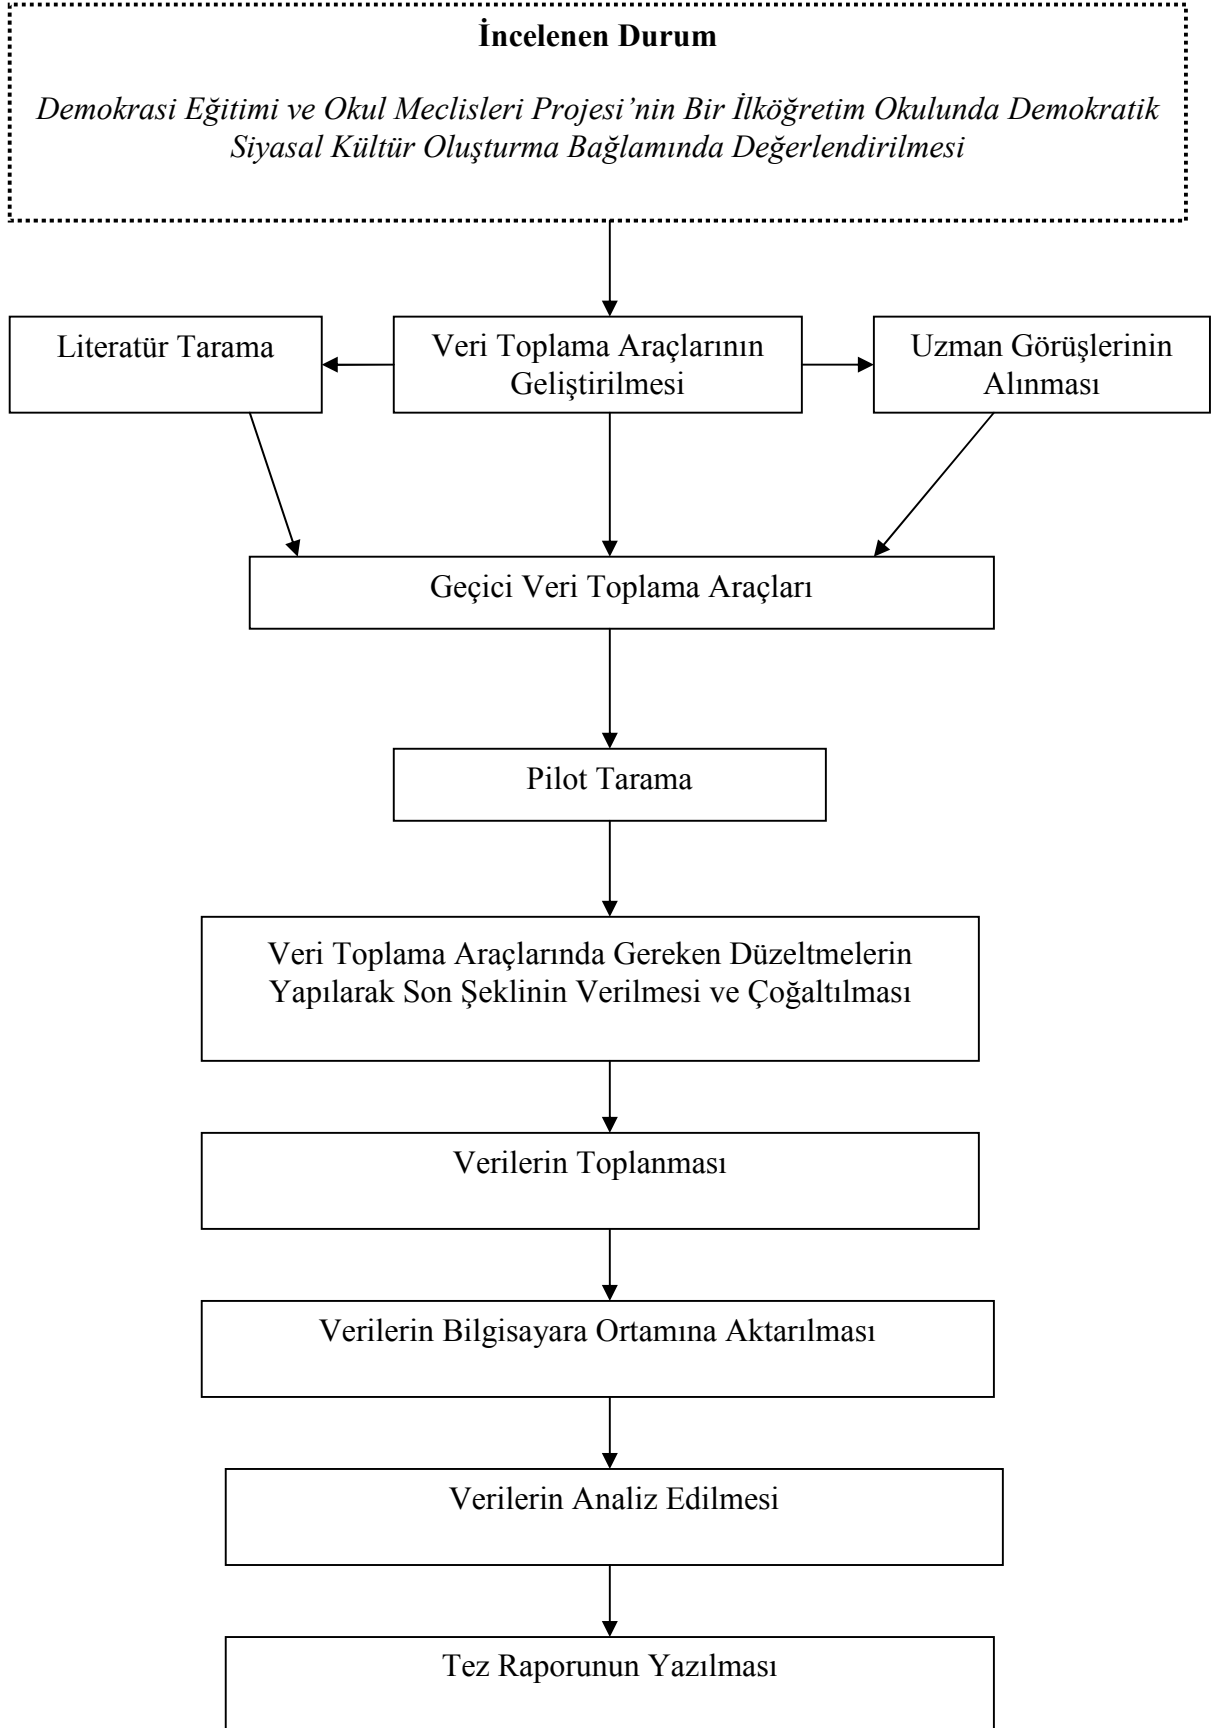 İncelenen Durum
Demokrasi Eğitimi ve Okul Meclisleri Projesi’nin Bir İlköğretim Okulunda Demokratik
Siyasal Kültür Oluşturma Bağlamında Değerlendirilmesi
Literatür Tarama
Veri Toplama Araçlarının
Geliştirilmesi
Uzman Görüşlerinin
Alınması
Geçici Veri Toplama Araçları
Pilot Tarama
Veri Toplama Araçlarında Gereken Düzeltmelerin
Yapılarak Son Şeklinin Verilmesi ve Çoğaltılması
Verilerin Toplanması
Verilerin Bilgisayara Ortamına Aktarılması
Verilerin Analiz Edilmesi
Tez Raporunun Yazılması